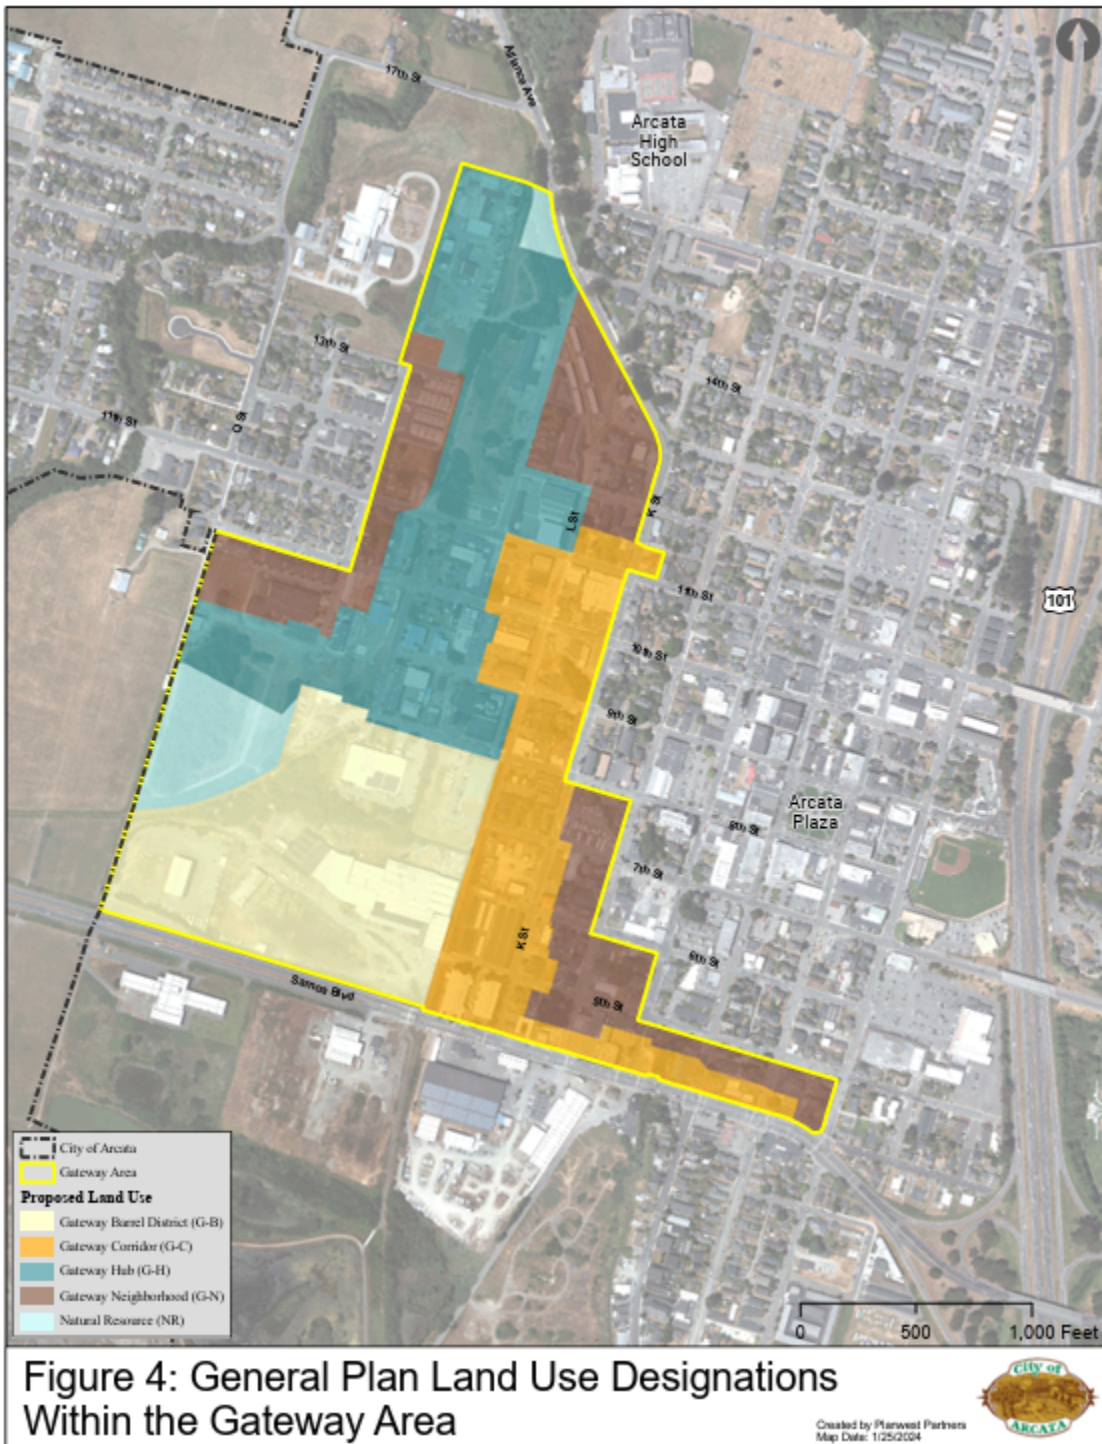 17th St
Alliance Ave
Arcata
High
School
13th St
14th St
11th St
Q St
L St
K St
11th St
101
10th St
9th St
Arcata
Plaza
8th St
7th St
K St
6th St
5th St
Samoa Blvd
City of Arcata
Gateway Area
Proposed Land Use
Gateway Barrel District (G-B)
Gateway Corridor (G-C)
Gateway Hub (G-H)
Gateway Neighborhood (G-N)
Natural Resource (NR)
0 500 1,000 Feet
Figure 4: General Plan Land Use Designations
Within the Gateway Area
Created by Planwest Partners
Map Date: 1/25/2024
City of
ARCATA